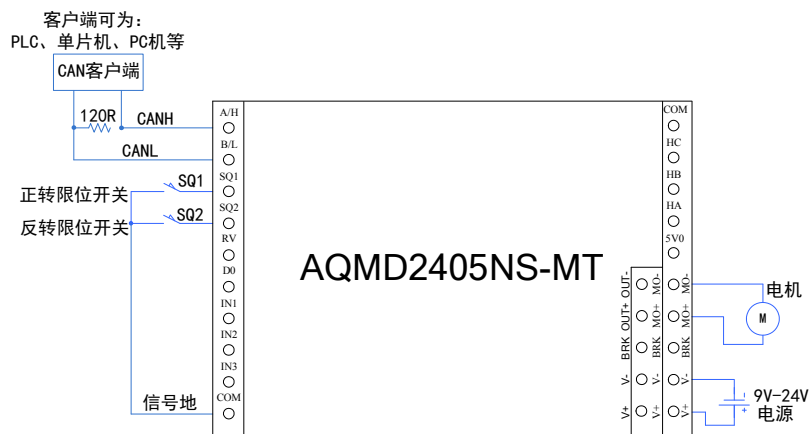 客户端可为:
PLC、单片机、PC机等
CAN客户端
120R
CANH
CANL
SQ1
正转限位开关
SQ2
反转限位开关
信号地
A/H
B/L
SQ1
SQ2
RV
D0
IN1
IN2
IN3
COM
AQMD2405NS-MT
COM
HC
HB
HA
5V0
OUT- MO- MO-
OUT+ MO+ MO+
BRK BRK BRK
V- V- V-
V+ V+ V+
电机
M
- 9V-24V
+ 电源